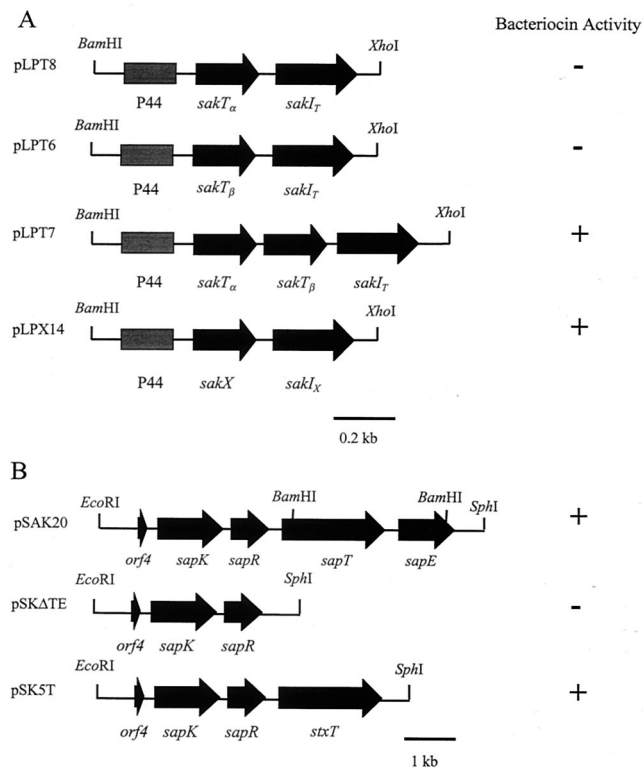 A
Bacteriocin Activity
BamHI XhoI
pLPT8 -
P44 sakTα sakIT
BamHI XhoI
pLPT6 -
P44 sakTβ sakIT
BamHI XhoI
pLPT7 +
P44 sakTα sakTβ sakIT
BamHI XhoI
pLPX14 +
P44 sakX sakIX
0.2 kb
B
EcoRI BamHI BamHI SphI
pSAK20 +
orf4 sapK sapR sapT sapE
EcoRI SphI
pSKΔTE -
orf4 sapK sapR
EcoRI SphI
pSK5T +
orf4 sapK sapR stxT
1 kb